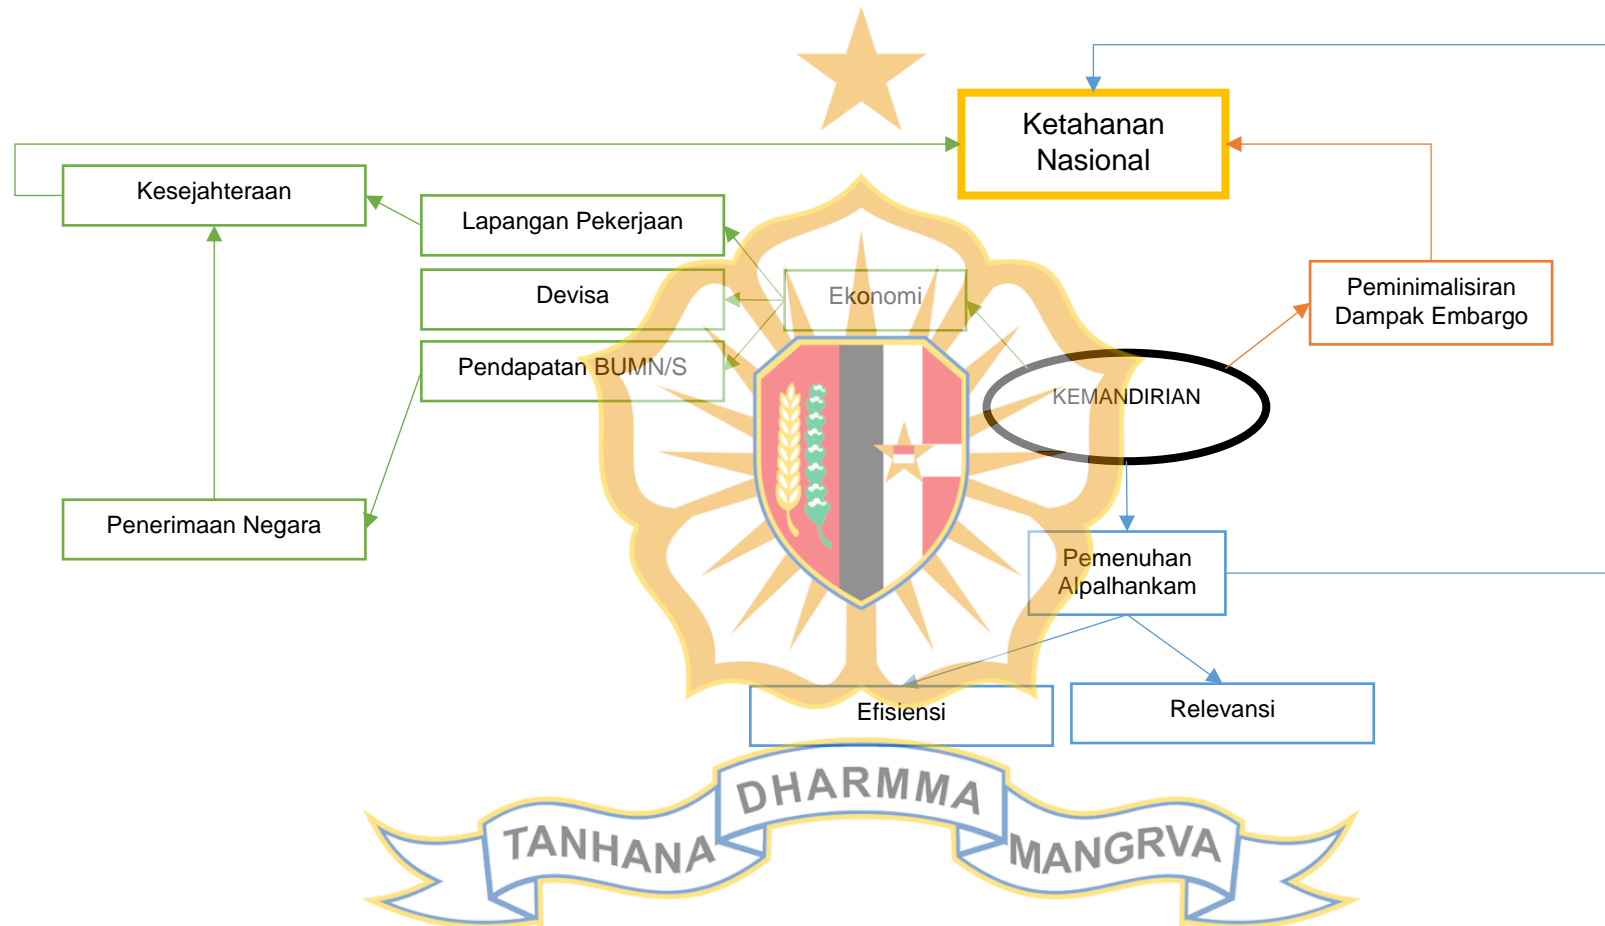 Ketahanan
Nasional
Kesejahteraan
Lapangan Pekerjaan
Devisa
Ekonomi
Peminimalisiran
Dampak Embargo
Pendapatan BUMN/S
KEMANDIRIAN
Penerimaan Negara
Pemenuhan
Alpalhankam
Efisiensi
Relevansi
TANHANA DHARMMA MANGRVA